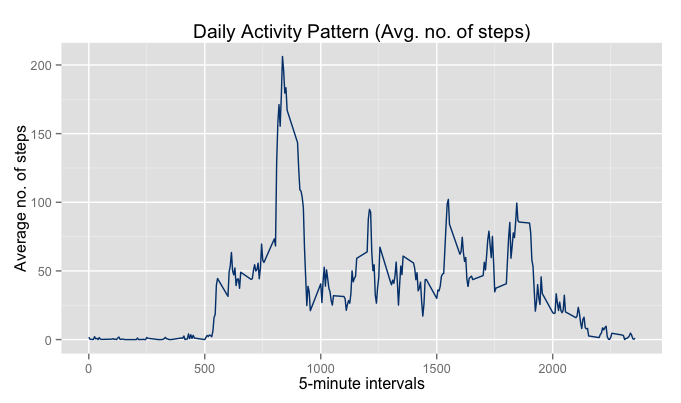 Daily Activity Pattern (Avg. no. of steps)
Average no. of steps
200
150
100
50
0
0 500 1000 1500 2000
5-minute intervals